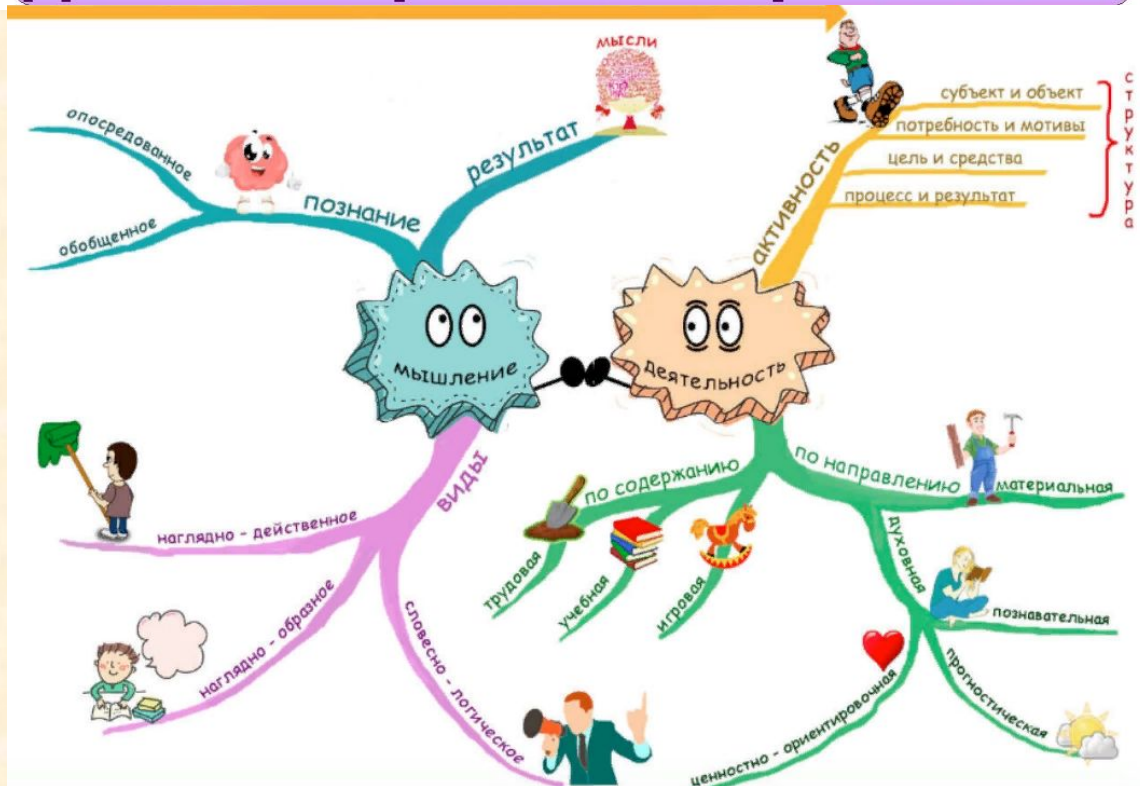 мысли
результат
познание
опосредованное
обобщенное
мышление
виды
наглядно - действенное
наглядно - образное
словесно - логическое
активность
субъект и объект
потребность и мотивы
цель и средства
процесс и результат
структура
деятельность
по содержанию
трудовая
учебная
игровая
по направлению
материальная
духовная
познавательная
прогностическая
ценностно - ориентировочная